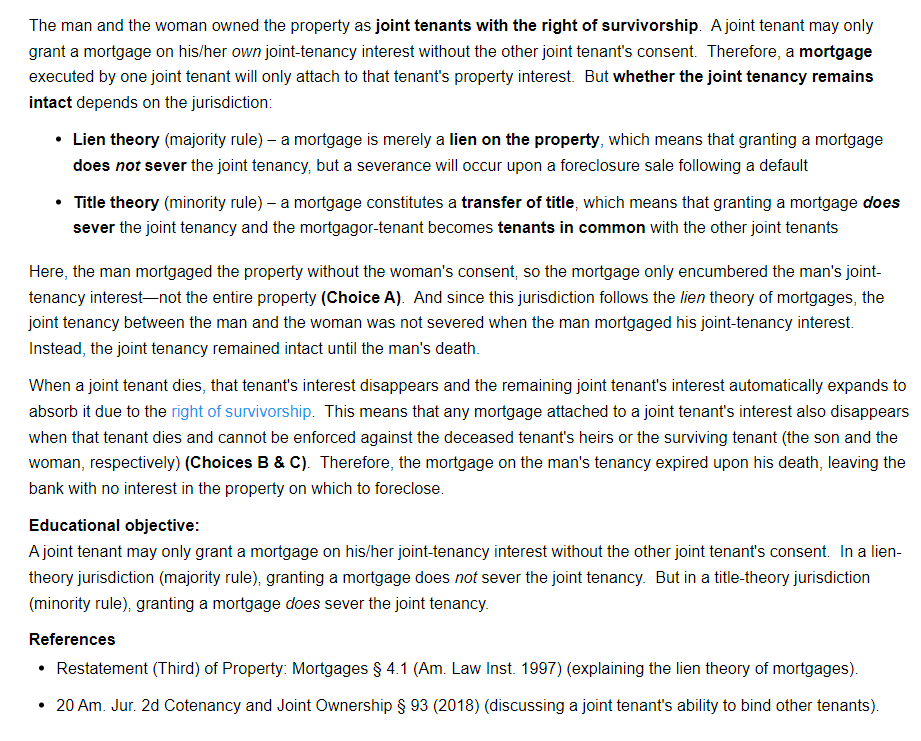 The man and the woman owned the property as joint tenants with the right of survivorship. A joint tenant may only
grant a mortgage on his/her own joint-tenancy interest without the other joint tenant's consent. Therefore, a mortgage
executed by one joint tenant will only attach to that tenant's property interest. But whether the joint tenancy remains
intact depends on the jurisdiction:
• Lien theory (majority rule) – a mortgage is merely a lien on the property, which means that granting a mortgage
does not sever the joint tenancy, but a severance will occur upon a foreclosure sale following a default
• Title theory (minority rule) – a mortgage constitutes a transfer of title, which means that granting a mortgage does
sever the joint tenancy and the mortgagor-tenant becomes tenants in common with the other joint tenants
Here, the man mortgaged the property without the woman's consent, so the mortgage only encumbered the man's joint-
tenancy interest—not the entire property (Choice A). And since this jurisdiction follows the lien theory of mortgages, the
joint tenancy between the man and the woman was not severed when the man mortgaged his joint-tenancy interest.
Instead, the joint tenancy remained intact until the man's death.
When a joint tenant dies, that tenant's interest disappears and the remaining joint tenant's interest automatically expands to
absorb it due to the right of survivorship. This means that any mortgage attached to a joint tenant's interest also disappears
when that tenant dies and cannot be enforced against the deceased tenant's heirs or the surviving tenant (the son and the
woman, respectively) (Choices B & C). Therefore, the mortgage on the man's tenancy expired upon his death, leaving the
bank with no interest in the property on which to foreclose.
Educational objective:
A joint tenant may only grant a mortgage on his/her joint-tenancy interest without the other joint tenant's consent. In a lien-
theory jurisdiction (majority rule), granting a mortgage does not sever the joint tenancy. But in a title-theory jurisdiction
(minority rule), granting a mortgage does sever the joint tenancy.
References
• Restatement (Third) of Property: Mortgages § 4.1 (Am. Law Inst. 1997) (explaining the lien theory of mortgages).
• 20 Am. Jur. 2d Cotenancy and Joint Ownership § 93 (2018) (discussing a joint tenant's ability to bind other tenants).